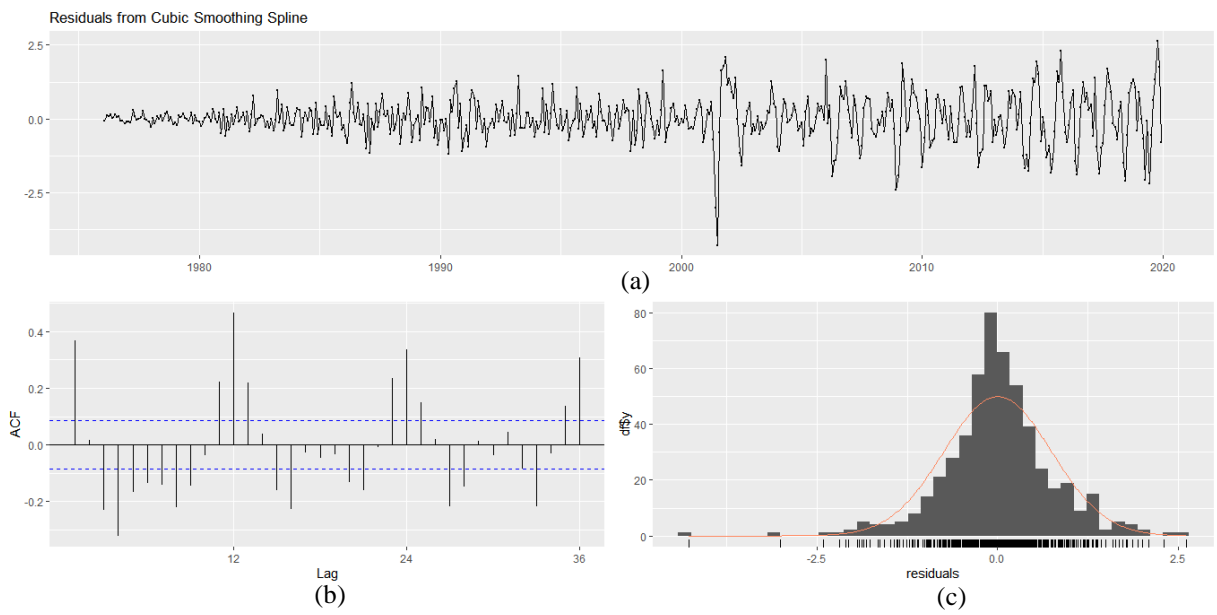 Residuals from Cubic Smoothing Spline
2.5
0.0
-2.5
1980 1990 2000 2010 2020
(a)
0.4
0.2
0.0
-0.2
ACF
12 24 36
Lag
(b)
80
60
40
20
0
df$y
-2.5 0.0 2.5
residuals
(c)